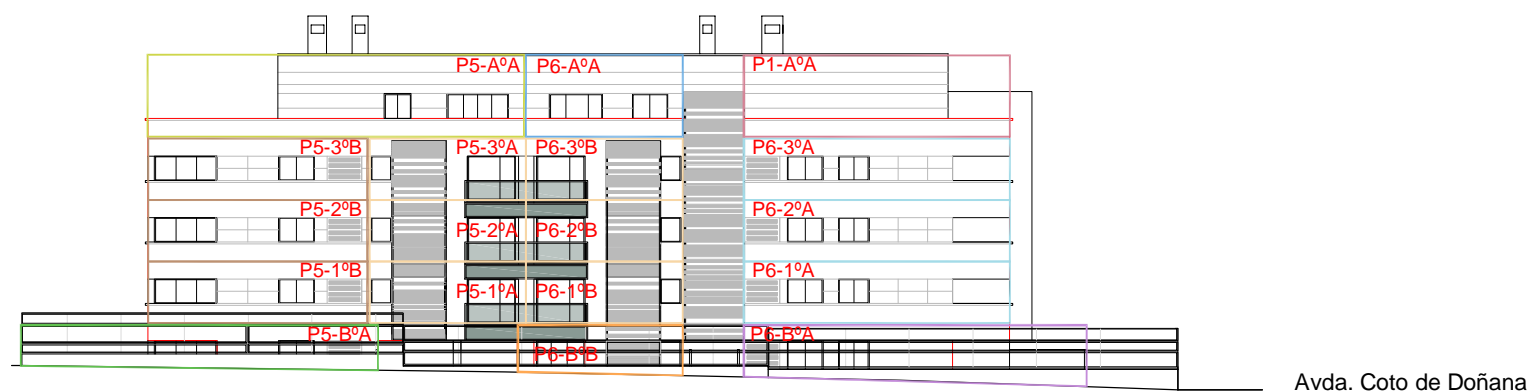 P5-AºA P6-AºA P1-AºA
P5-3ºB P5-3ºA P6-3ºB P6-3ºA
P5-2ºB P5-2ºA P6-2ºB P6-2ºA
P5-1ºB P5-1ºA P6-1ºB P6-1ºA
P5-BºA P6-BºB P6-BºA
Avda. Coto de Doñana